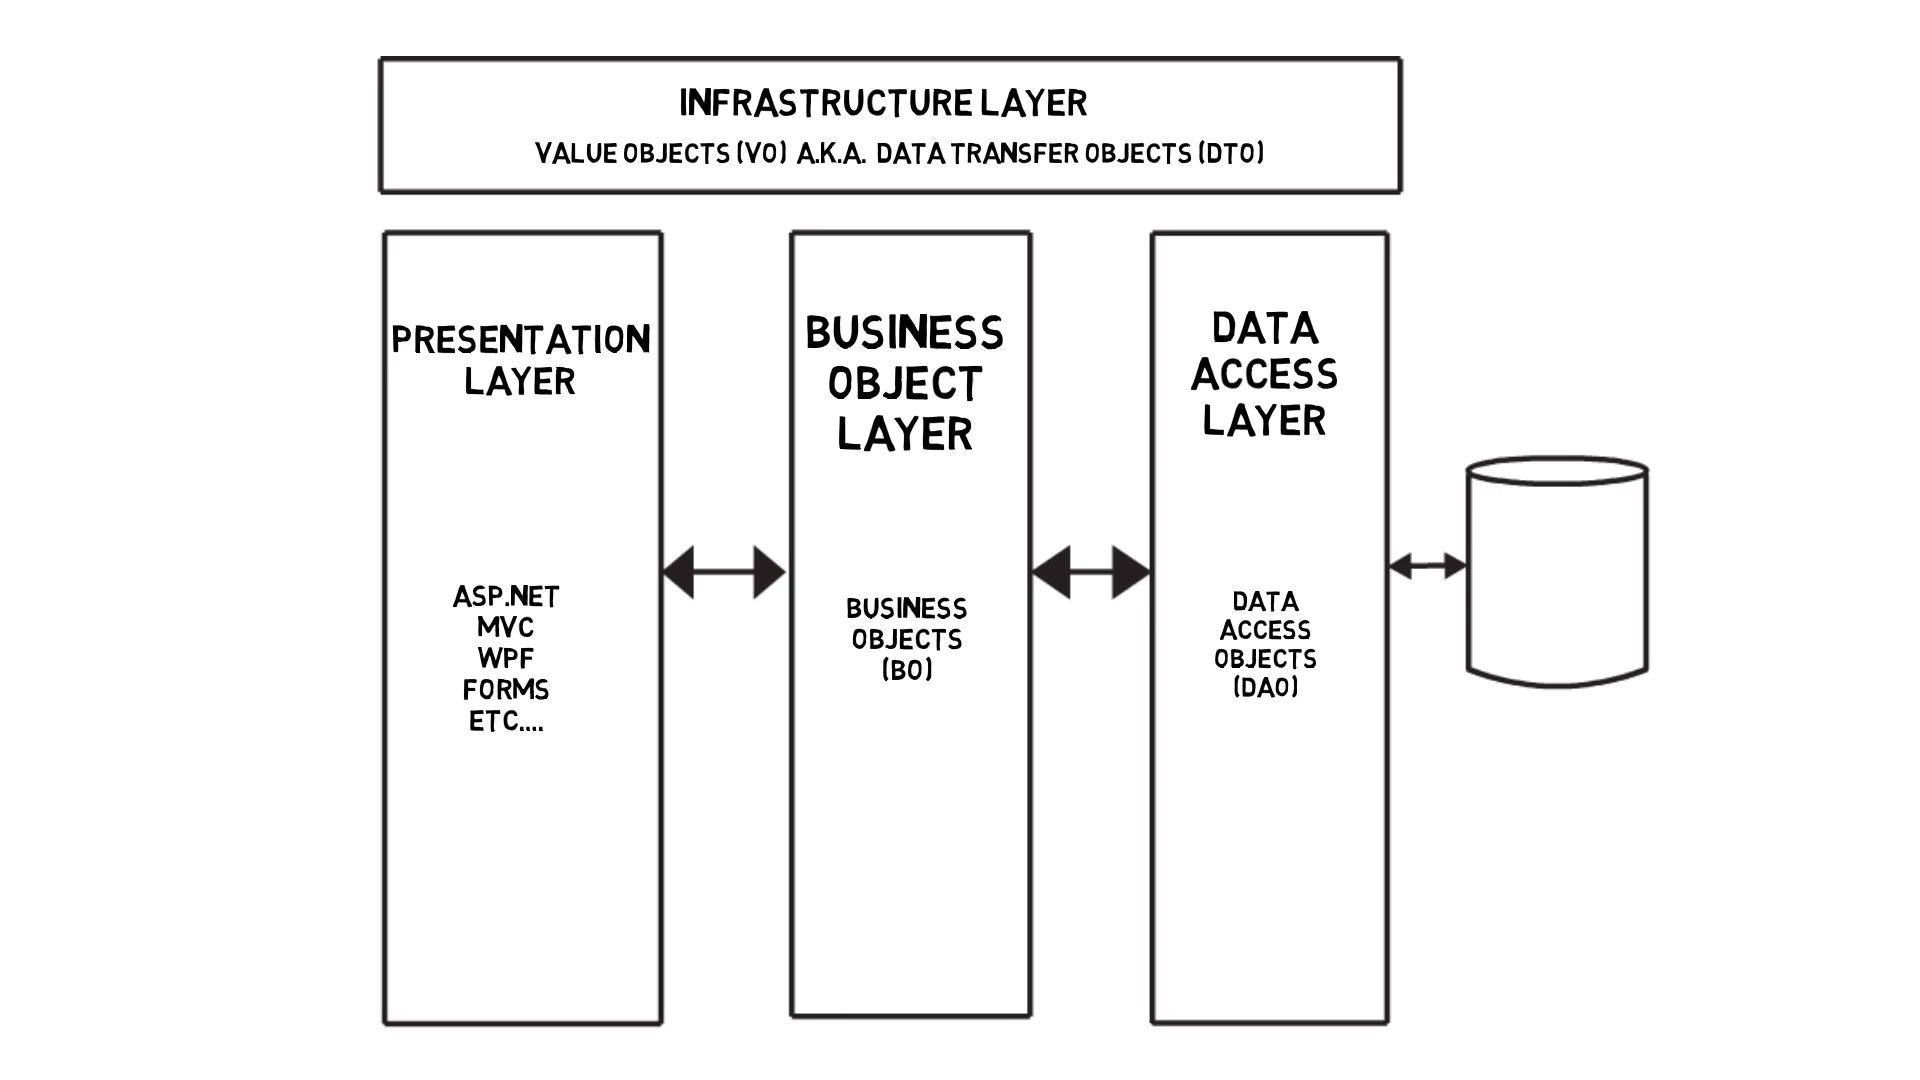 INFRASTRUCTURE LAYER
VALUE OBJECTS (VO) A.K.A. DATA TRANSFER OBJECTS (DTO)
PRESENTATION
LAYER
ASP.NET
MVC
WPF
FORMS
ETC....
BUSINESS
OBJECT
LAYER
BUSINESS
OBJECTS
(BO)
DATA
ACCESS
LAYER
DATA
ACCESS
OBJECTS
(DAO)